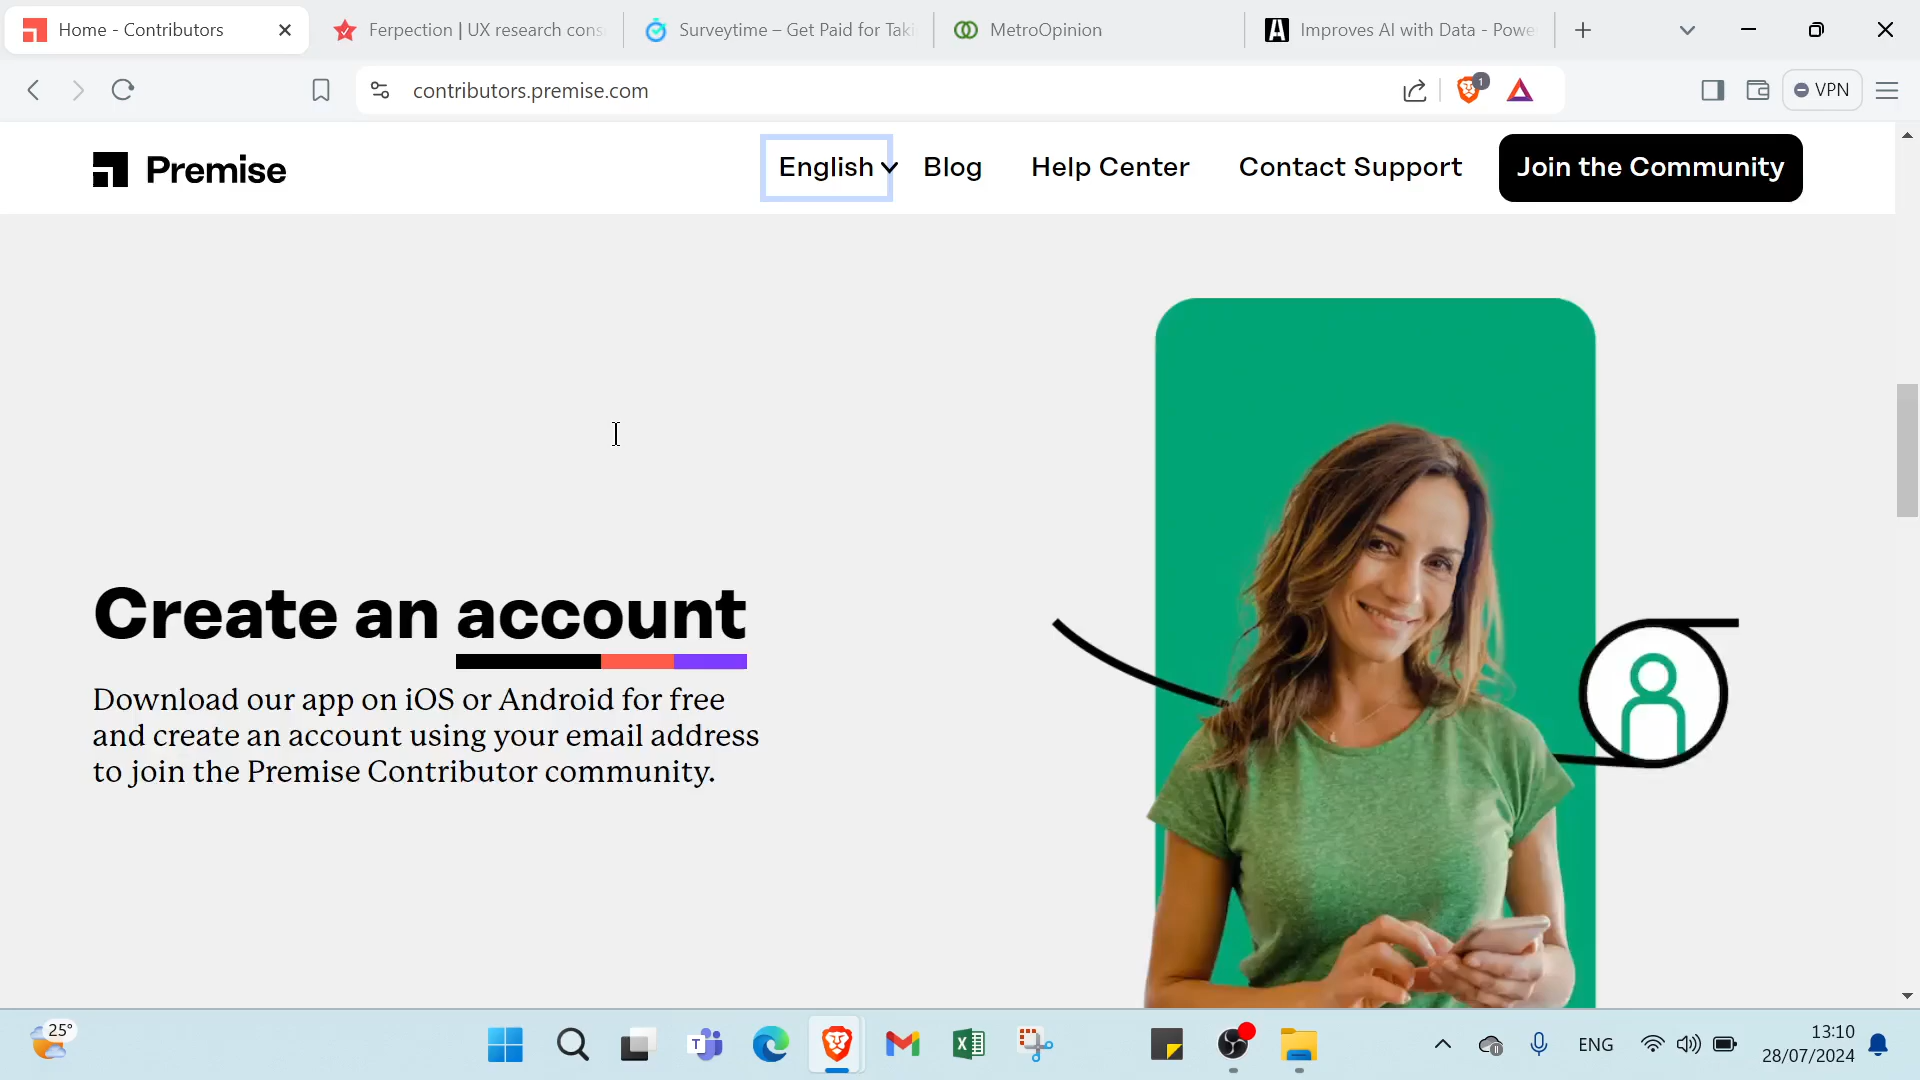 Home - Contributors
Ferpection | UX research cons
Surveytime – Get Paid for Taki
MetroOpinion
Improves AI with Data - Powe
contributors.premise.com
1
VPN
Premise
English
Blog
Help Center
Contact Support
Join the Community
Create an account
Download our app on iOS or Android for free
and create an account using your email address
to join the Premise Contributor community.
25°
ENG
13:10
28/07/2024